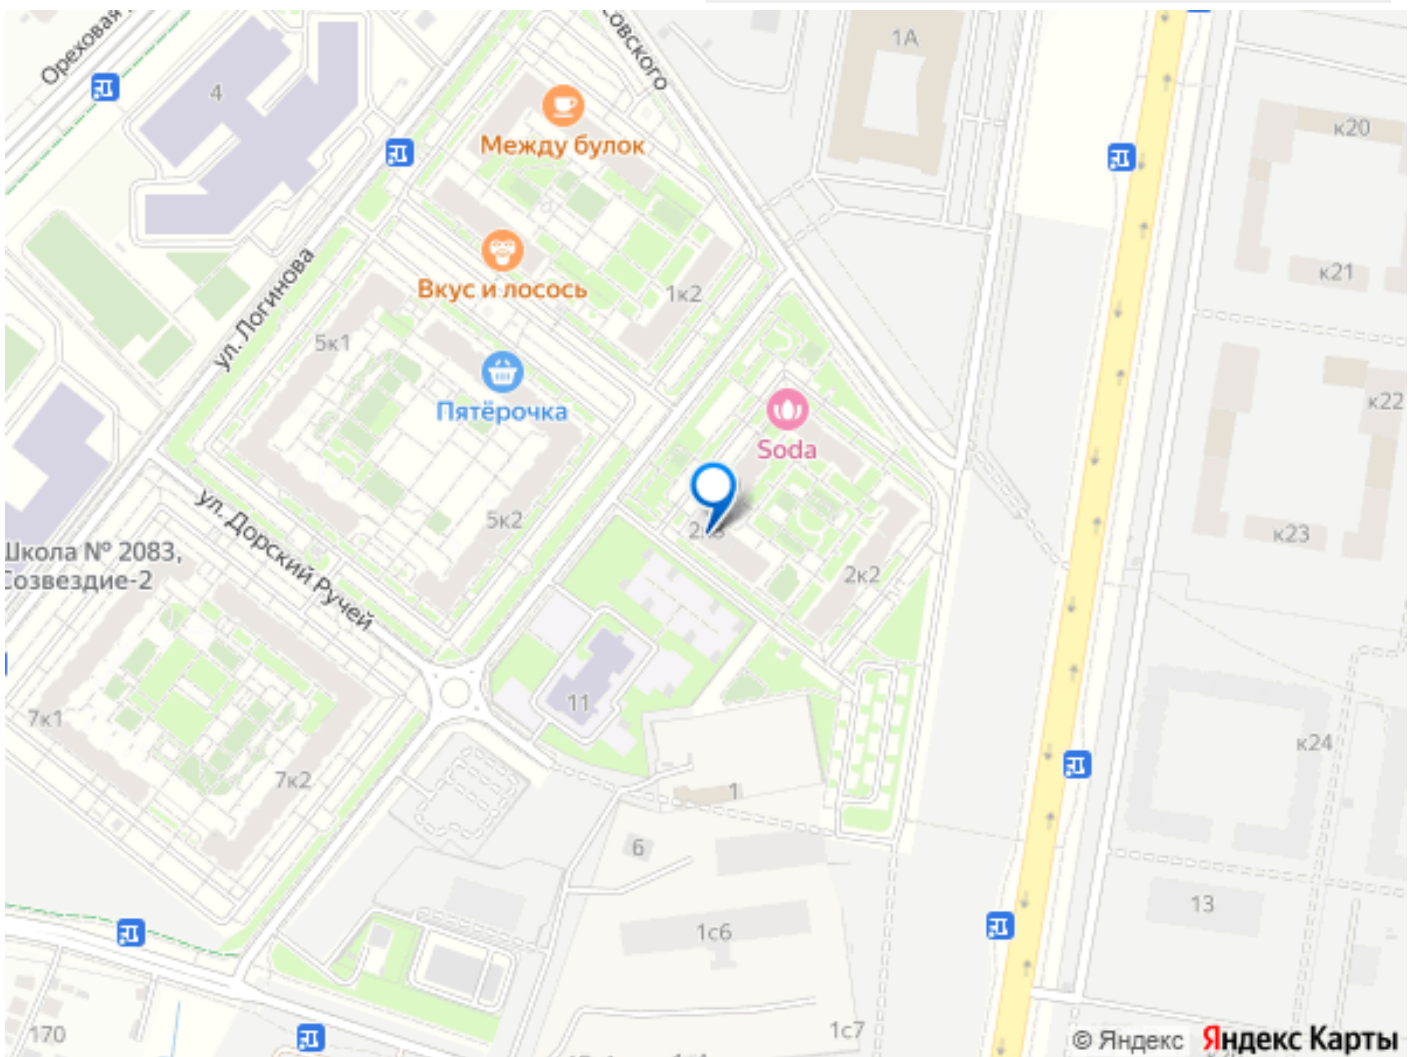 Ореховая
овского
1А
4
к20
Между булок
ул. Логинова
Вкус и лосось
1к2
к21
5к1
Пятёрочка
к22
Soda
ул. Дорский Ручей
5к2
к23
Школа № 2083,
Созвездие-2
2к2
11
7к1
7к2
к24
1
6
13
1с6
170
1с7
© Яндекс Яндекс Карты